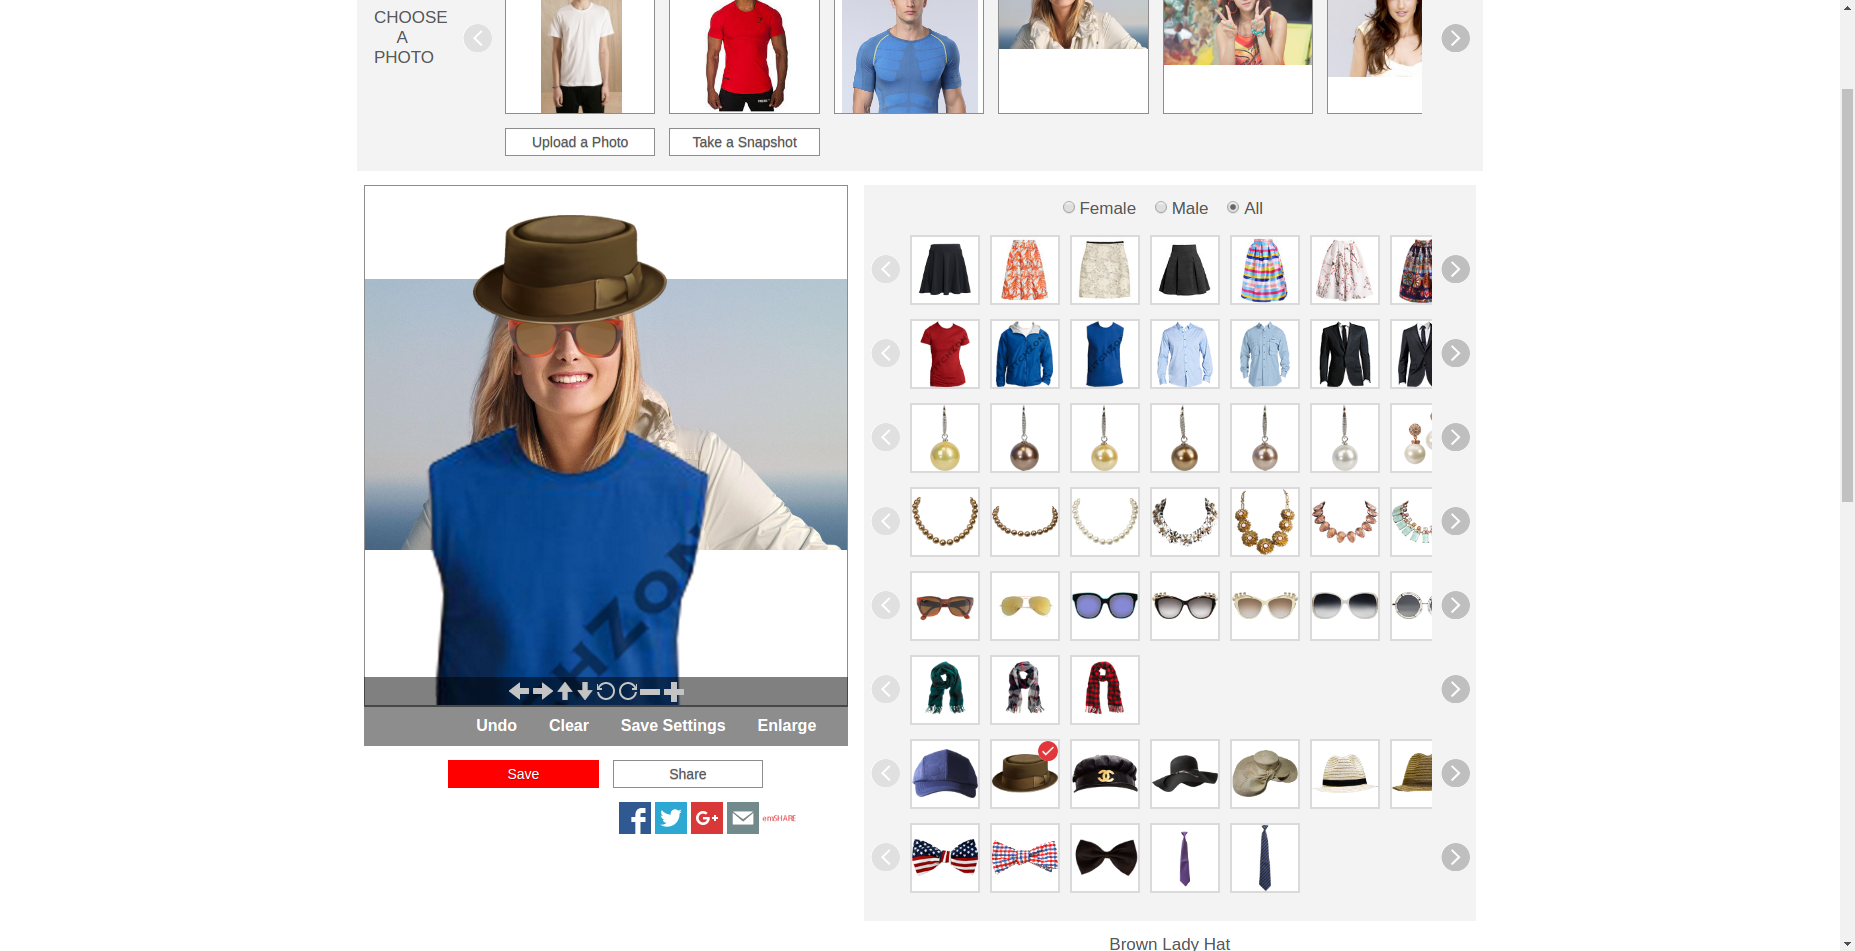 CHOOSE
A
PHOTO
Upload a Photo
Take a Snapshot
Female
Male
All
HZON
Undo
Clear
Save Settings
Enlarge
Save
Share
emSHARE
Brown Lady Hat